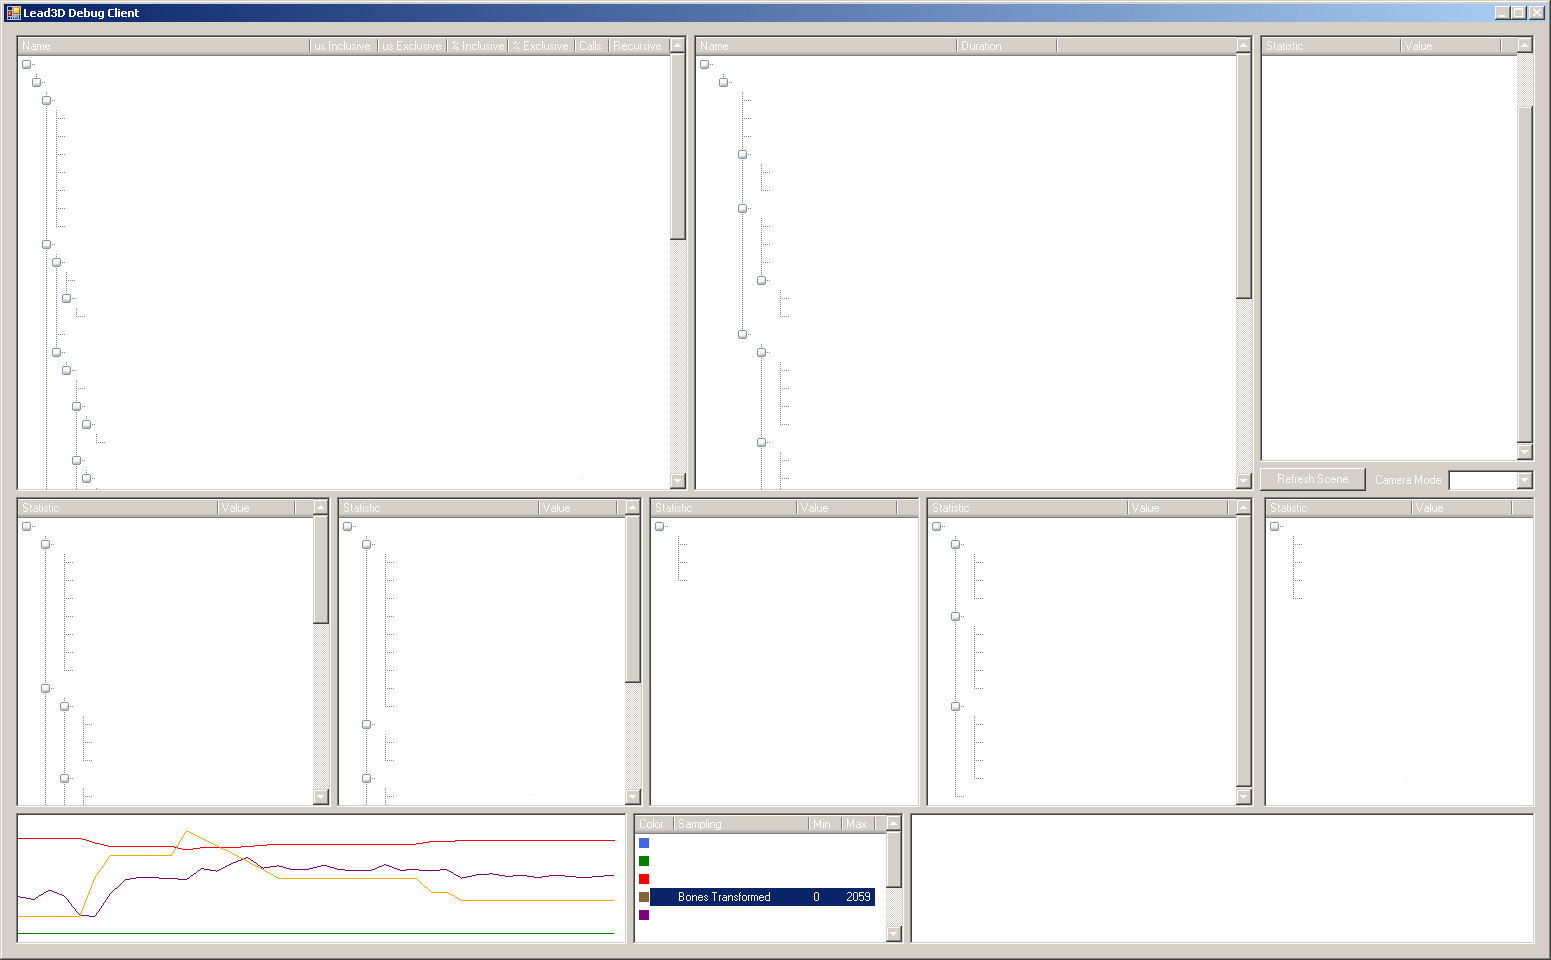 Lead3D Debug Client
Name us Inclusive us Exclusive % Inclusive % Exclusive Calls Recursive
Name Duration
Statistic Value
Refresh Scene Camera Mode
Statistic Value
Statistic Value
Statistic Value
Statistic Value
Statistic Value
Color Sampling Min Max
Bones Transformed 0 2059